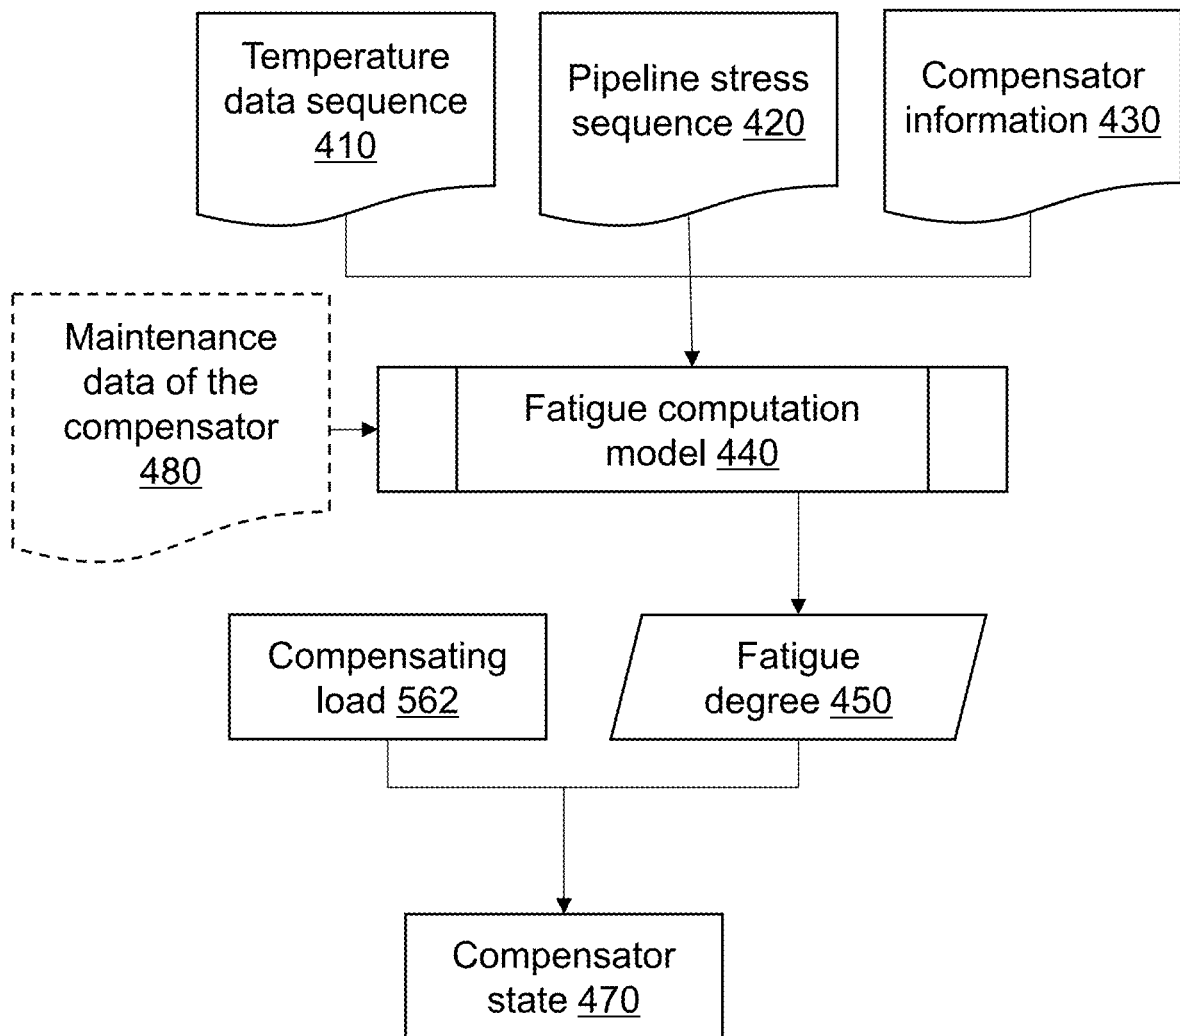 Temperature
data sequence
410
Pipeline stress
sequence 420
Compensator
information 430
Maintenance
data of the
compensator
480
Fatigue computation
model 440
Compensating
load 562
Fatigue
degree 450
Compensator
state 470